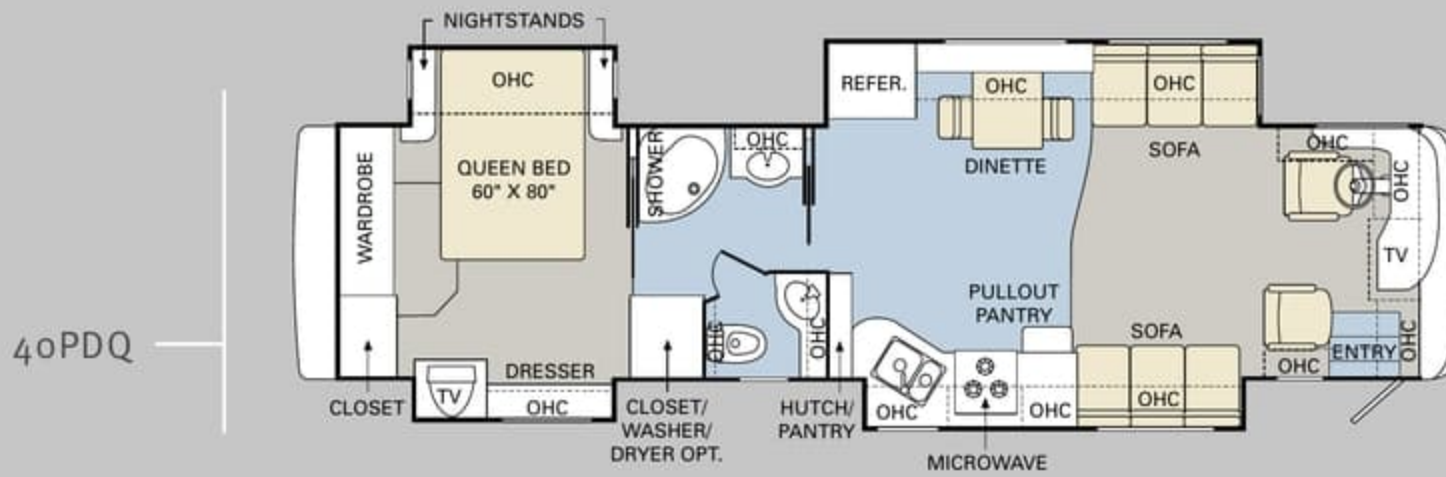 NIGHTSTANDS
OHC
QUEEN BED
60" X 80"
WARDROBE
SHOWER
OHC
REFER.
OHC
DINETTE
OHC
SOFA
OHC
OHC
TV
PULLOUT
PANTRY
SOFA
OHC
ENTRY
OHC
OHC
40PDQ
CLOSET
TV
DRESSER
OHC
CLOSET/
WASHER/
DRYER OPT.
OHC
OHC
HUTCH/
PANTRY
OHC
OHC
MICROWAVE